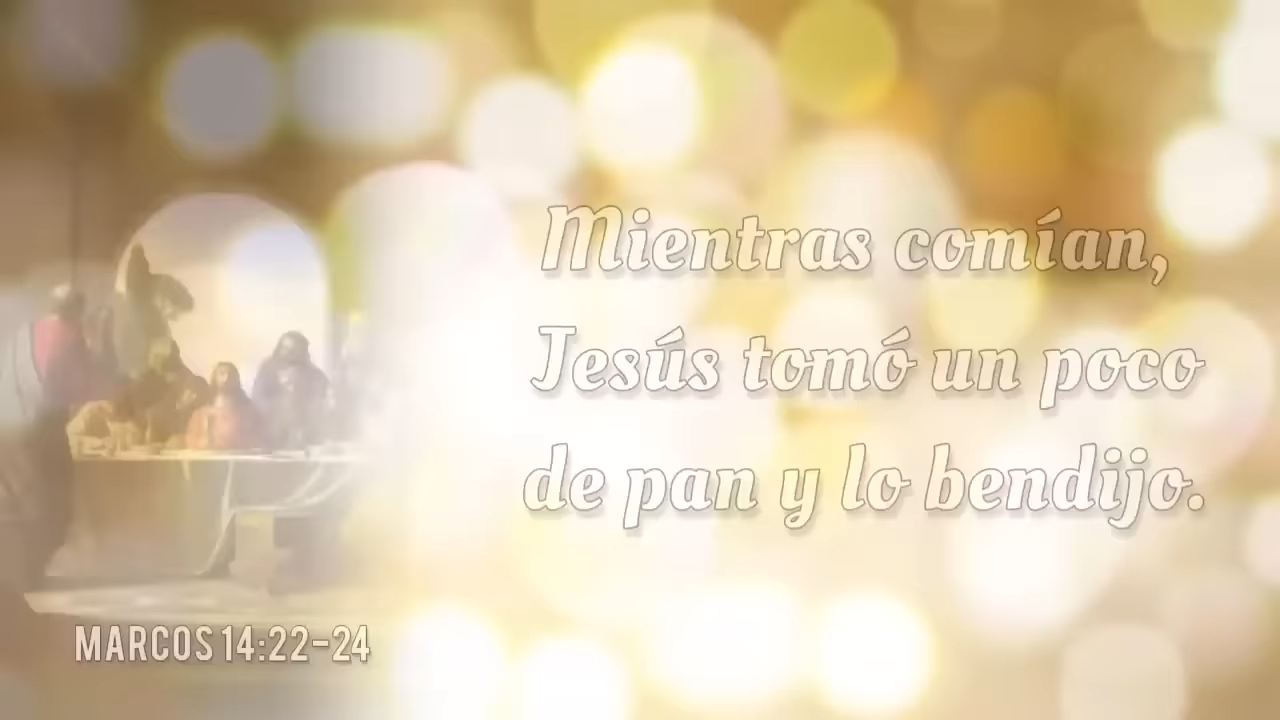 Mientras comían,
Jesús tomó un poco
de pan y lo bendijo.
MARCOS 14:22-24